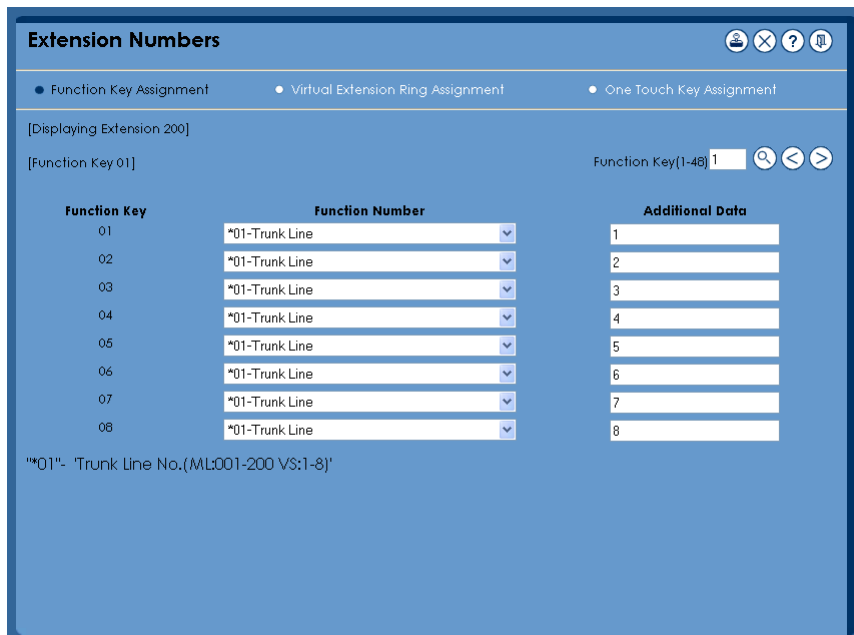 Extension Numbers
?
Function Key Assignment Virtual Extension Ring Assignment One Touch Key Assignment
[Displaying Extension 200]
[Function Key 01] Function Key(1-48) 1
Function Key Function Number Additional Data
01 *01-Trunk Line 1
02 *01-Trunk Line 2
03 *01-Trunk Line 3
04 *01-Trunk Line 4
05 *01-Trunk Line 5
06 *01-Trunk Line 6
07 *01-Trunk Line 7
08 *01-Trunk Line 8
"*01"- 'Trunk Line No.(ML:001-200 VS:1-8)'